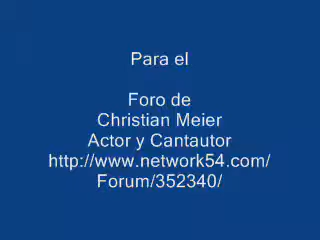 Para el
Foro de
Christian Meier
Actor y Cantautor
http://www.network54.com/
Forum/352340/